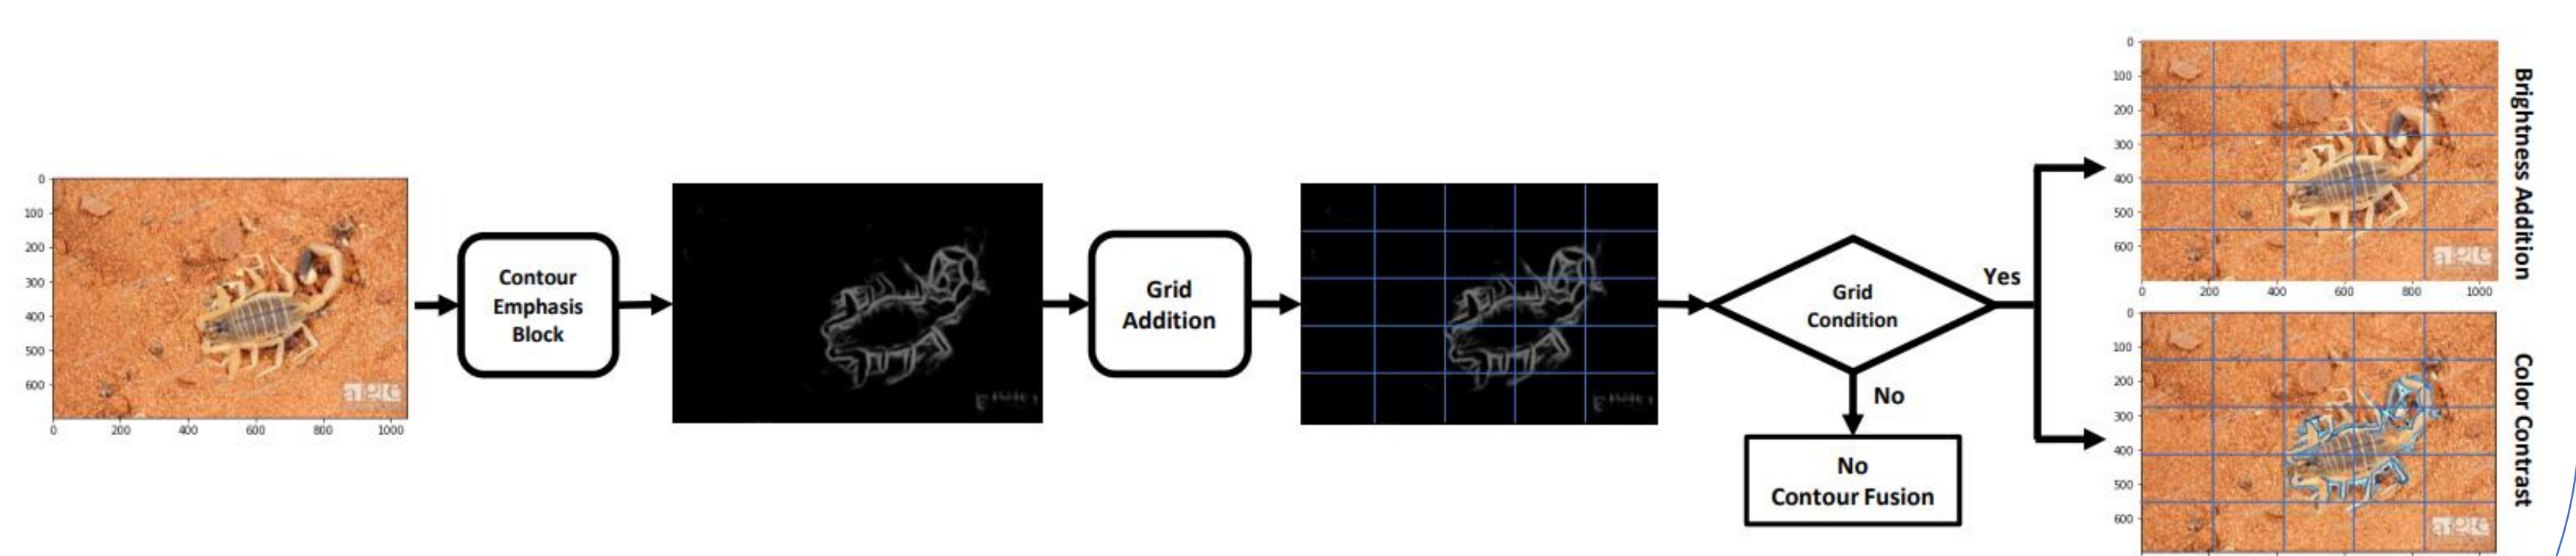 0
100
200
300
400
500
600
0 200 400 600 800 1000
Contour
Emphasis
Block
Grid
Addition
Grid
Condition
Yes
No
No
Contour Fusion
0
100
200
300
400
500
600
0 200 400 600 800 1000
Brightness Addition
0
100
200
300
400
500
600
Color Contrast